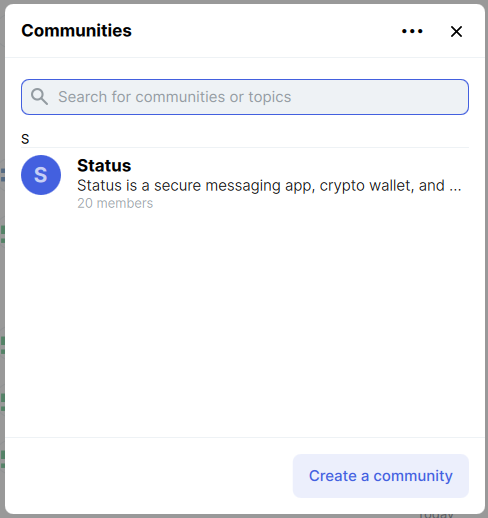 Communities
Search for communities or topics
S
S
Status
Status is a secure messaging app, crypto wallet, and ...
20 members
Create a community
Today